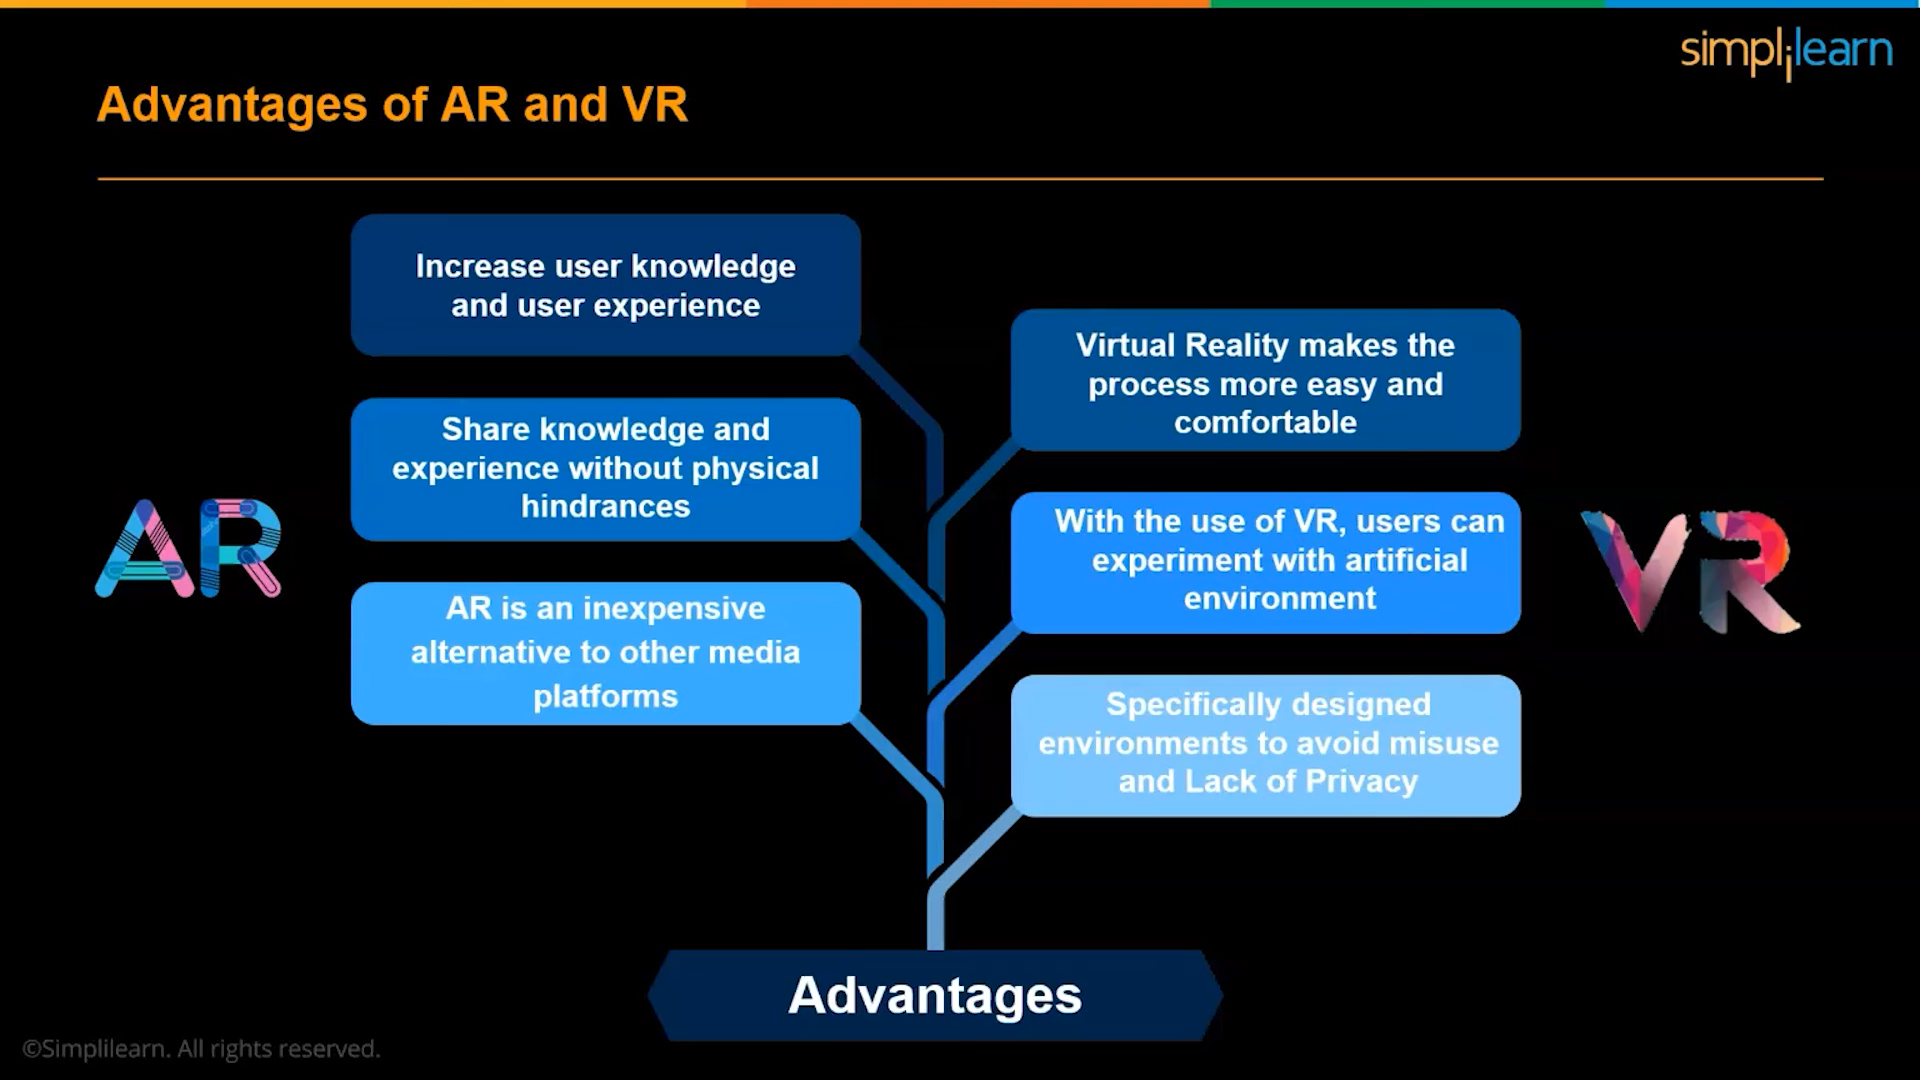 simplilearn
Advantages of AR and VR
Increase user knowledge
and user experience
Share knowledge and
experience without physical
hindrances
AR is an inexpensive
alternative to other media
platforms
AR
Virtual Reality makes the
process more easy and
comfortable
With the use of VR, users can
experiment with artificial
environment
Specifically designed
environments to avoid misuse
and Lack of Privacy
VR
Advantages
©Simplilearn. All rights reserved.